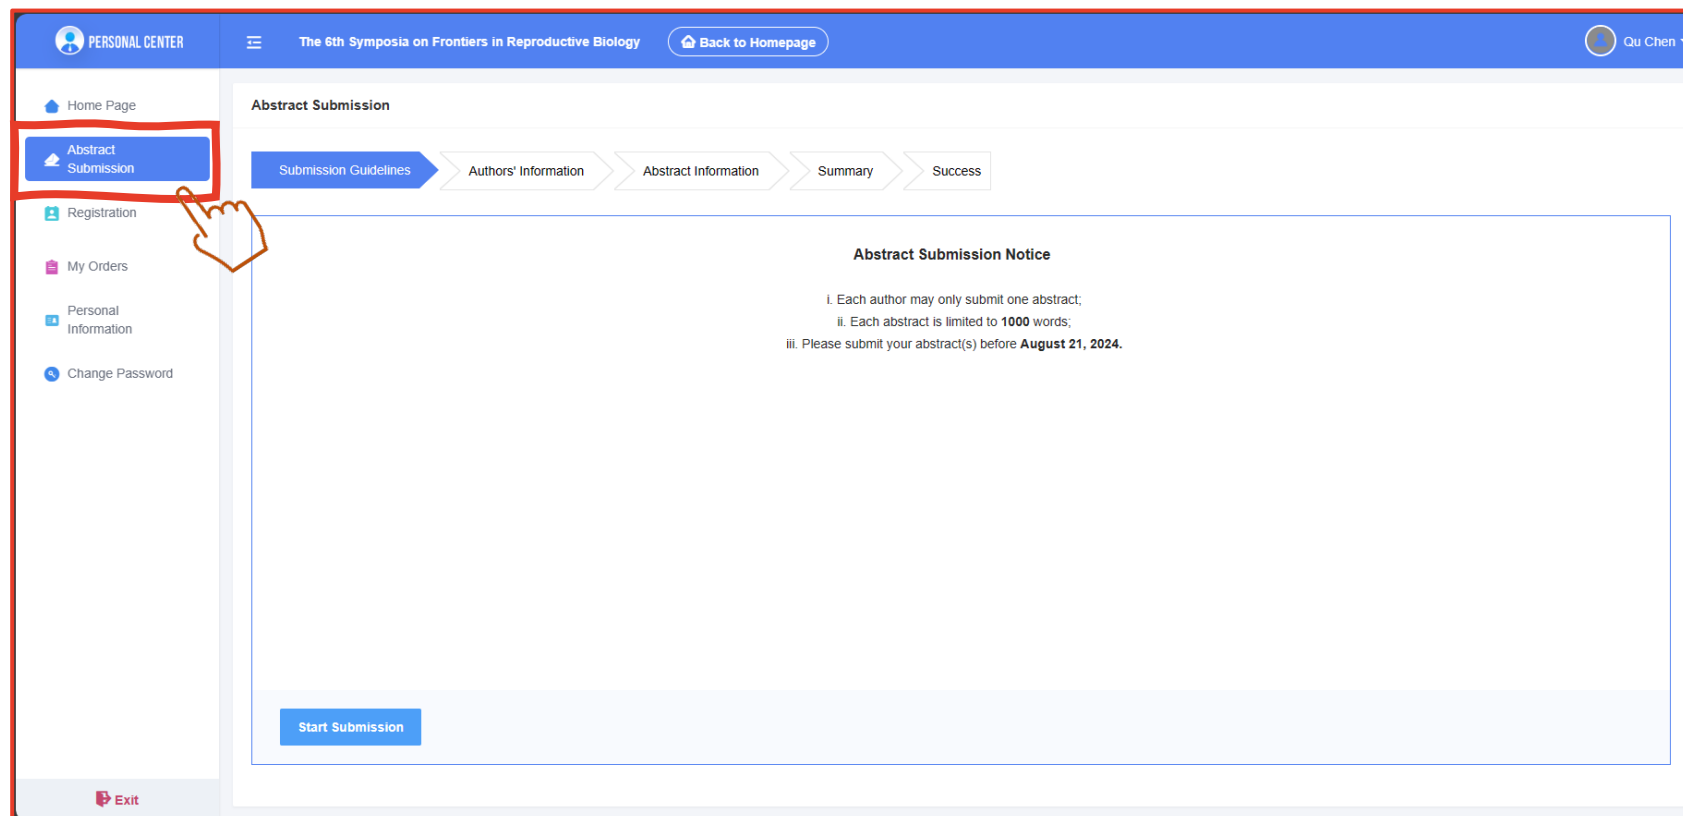 PERSONAL CENTER
The 6th Symposia on Frontiers in Reproductive Biology
Back to Homepage
Qu Chen
Home Page
Abstract
Submission
Registration
My Orders
Personal
Information
Change Password
Exit
Abstract Submission
Submission Guidelines
Authors' Information
Abstract Information
Summary
Success
Abstract Submission Notice
i. Each author may only submit one abstract;
ii. Each abstract is limited to 1000 words;
iii. Please submit your abstract(s) before August 21, 2024.
Start Submission